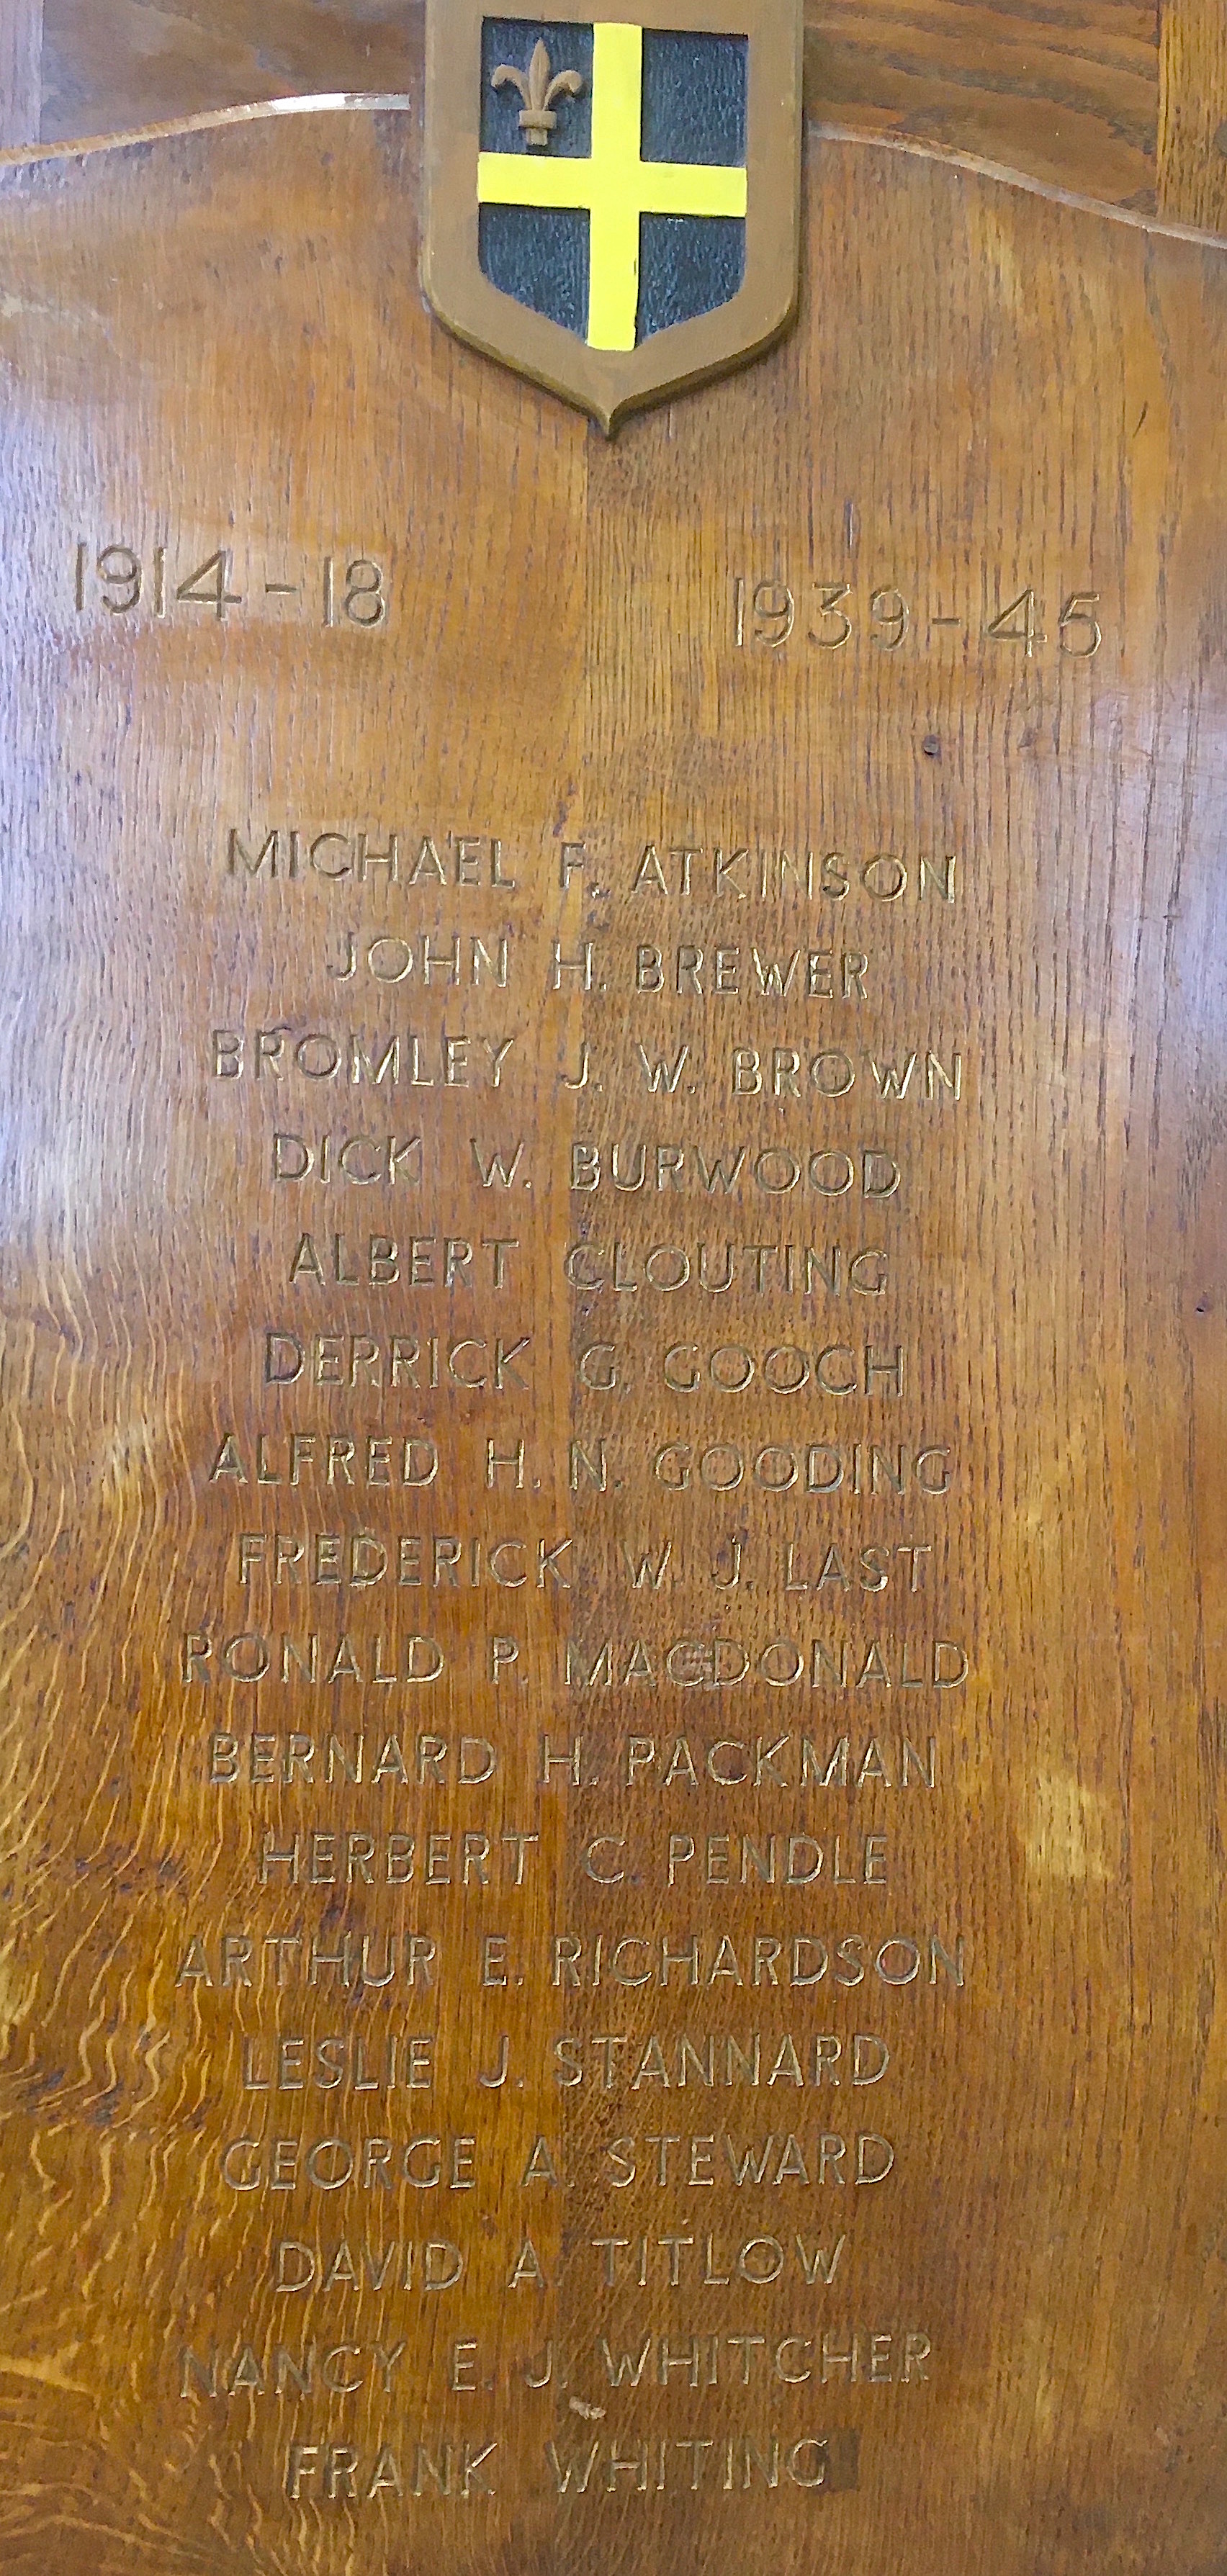 1914-18 1939-45
MICHAEL F. ATKINSON
JOHN H. BREWER
BROMLEY J. W. BROWN
DICK W. BURWOOD
ALBERT CLOUTING
DERRICK G. GOOCH
ALFRED H. N. GOODING
FREDERICK W. J. LAST
RONALD P. MACDONALD
BERNARD H. PACKMAN
HERBERT C. PENDLE
ARTHUR E. RICHARDSON
LESLIE J. STANNARD
GEORGE A. STEWARD
DAVID A. TITLOW
NANCY E. J. WHITCHER
FRANK WHITING